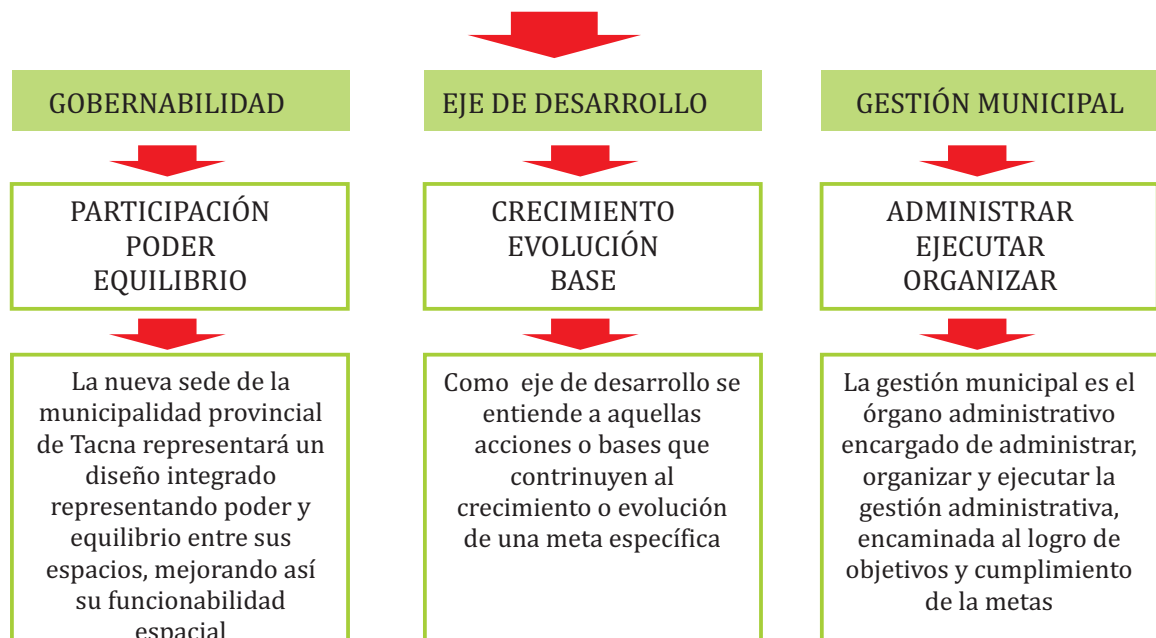 GOBERNABILIDAD
PARTICIPACIÓN
PODER
EQUILIBRIO
La nueva sede de la
municipalidad provincial
de Tacna representará un
diseño integrado
representando poder y
equilibrio entre sus
espacios, mejorando así
su funcionabilidad
espacial
EJE DE DESARROLLO
CRECIMIENTO
EVOLUCIÓN
BASE
Como eje de desarrollo se
entiende a aquellas
acciones o bases que
contrinuyen al
crecimiento o evolución
de una meta específica
GESTIÓN MUNICIPAL
ADMINISTRAR
EJECUTAR
ORGANIZAR
La gestión municipal es el
órgano administrativo
encargado de administrar,
organizar y ejecutar la
gestión administrativa,
encaminada al logro de
objetivos y cumplimiento
de la metas